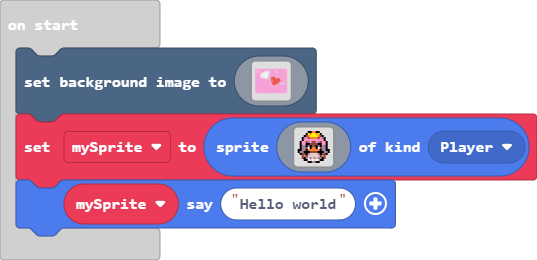 on start
set background image to
set mySprite to sprite of kind Player
mySprite say "Hello world"